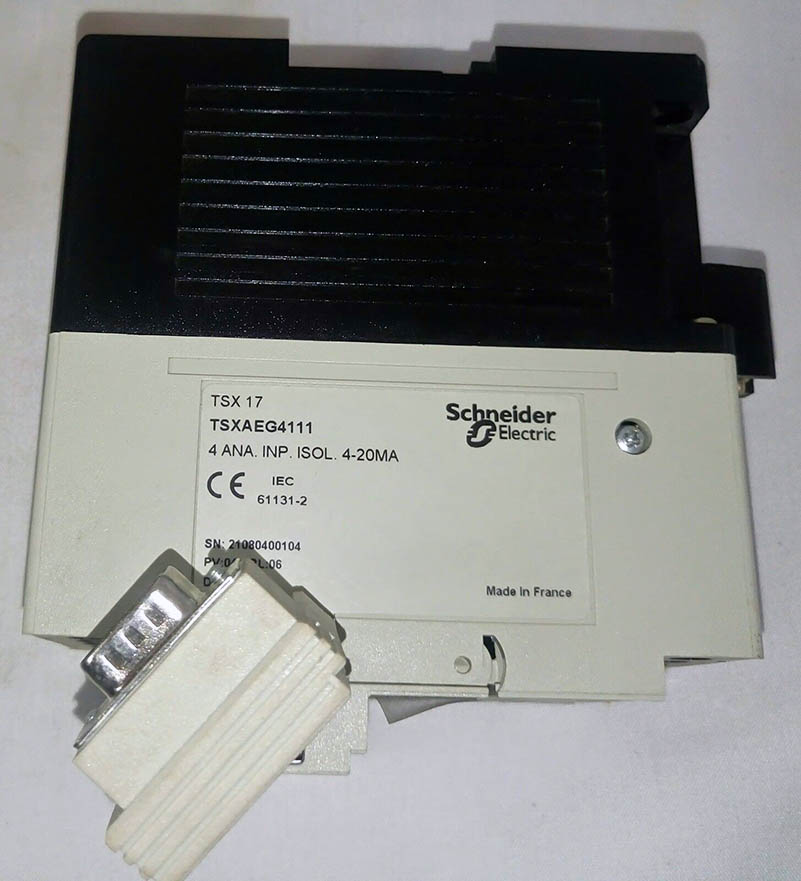 TSX 17
TSXAEG4111
4 ANA. INP. ISOL. 4-20MA
Schneider
Electric
CE
IEC
61131-2
SN: 21080400104
Made in France